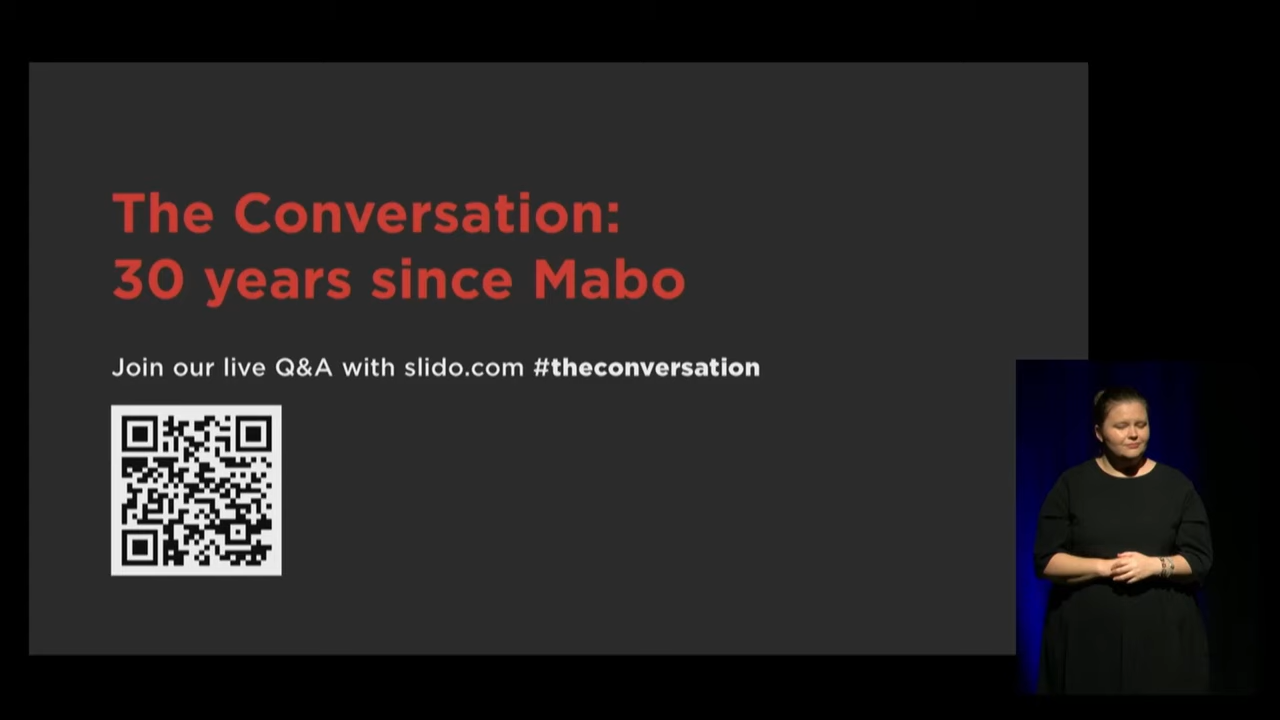 The Conversation:
30 years since Mabo
Join our live Q&A with slido.com #theconversation